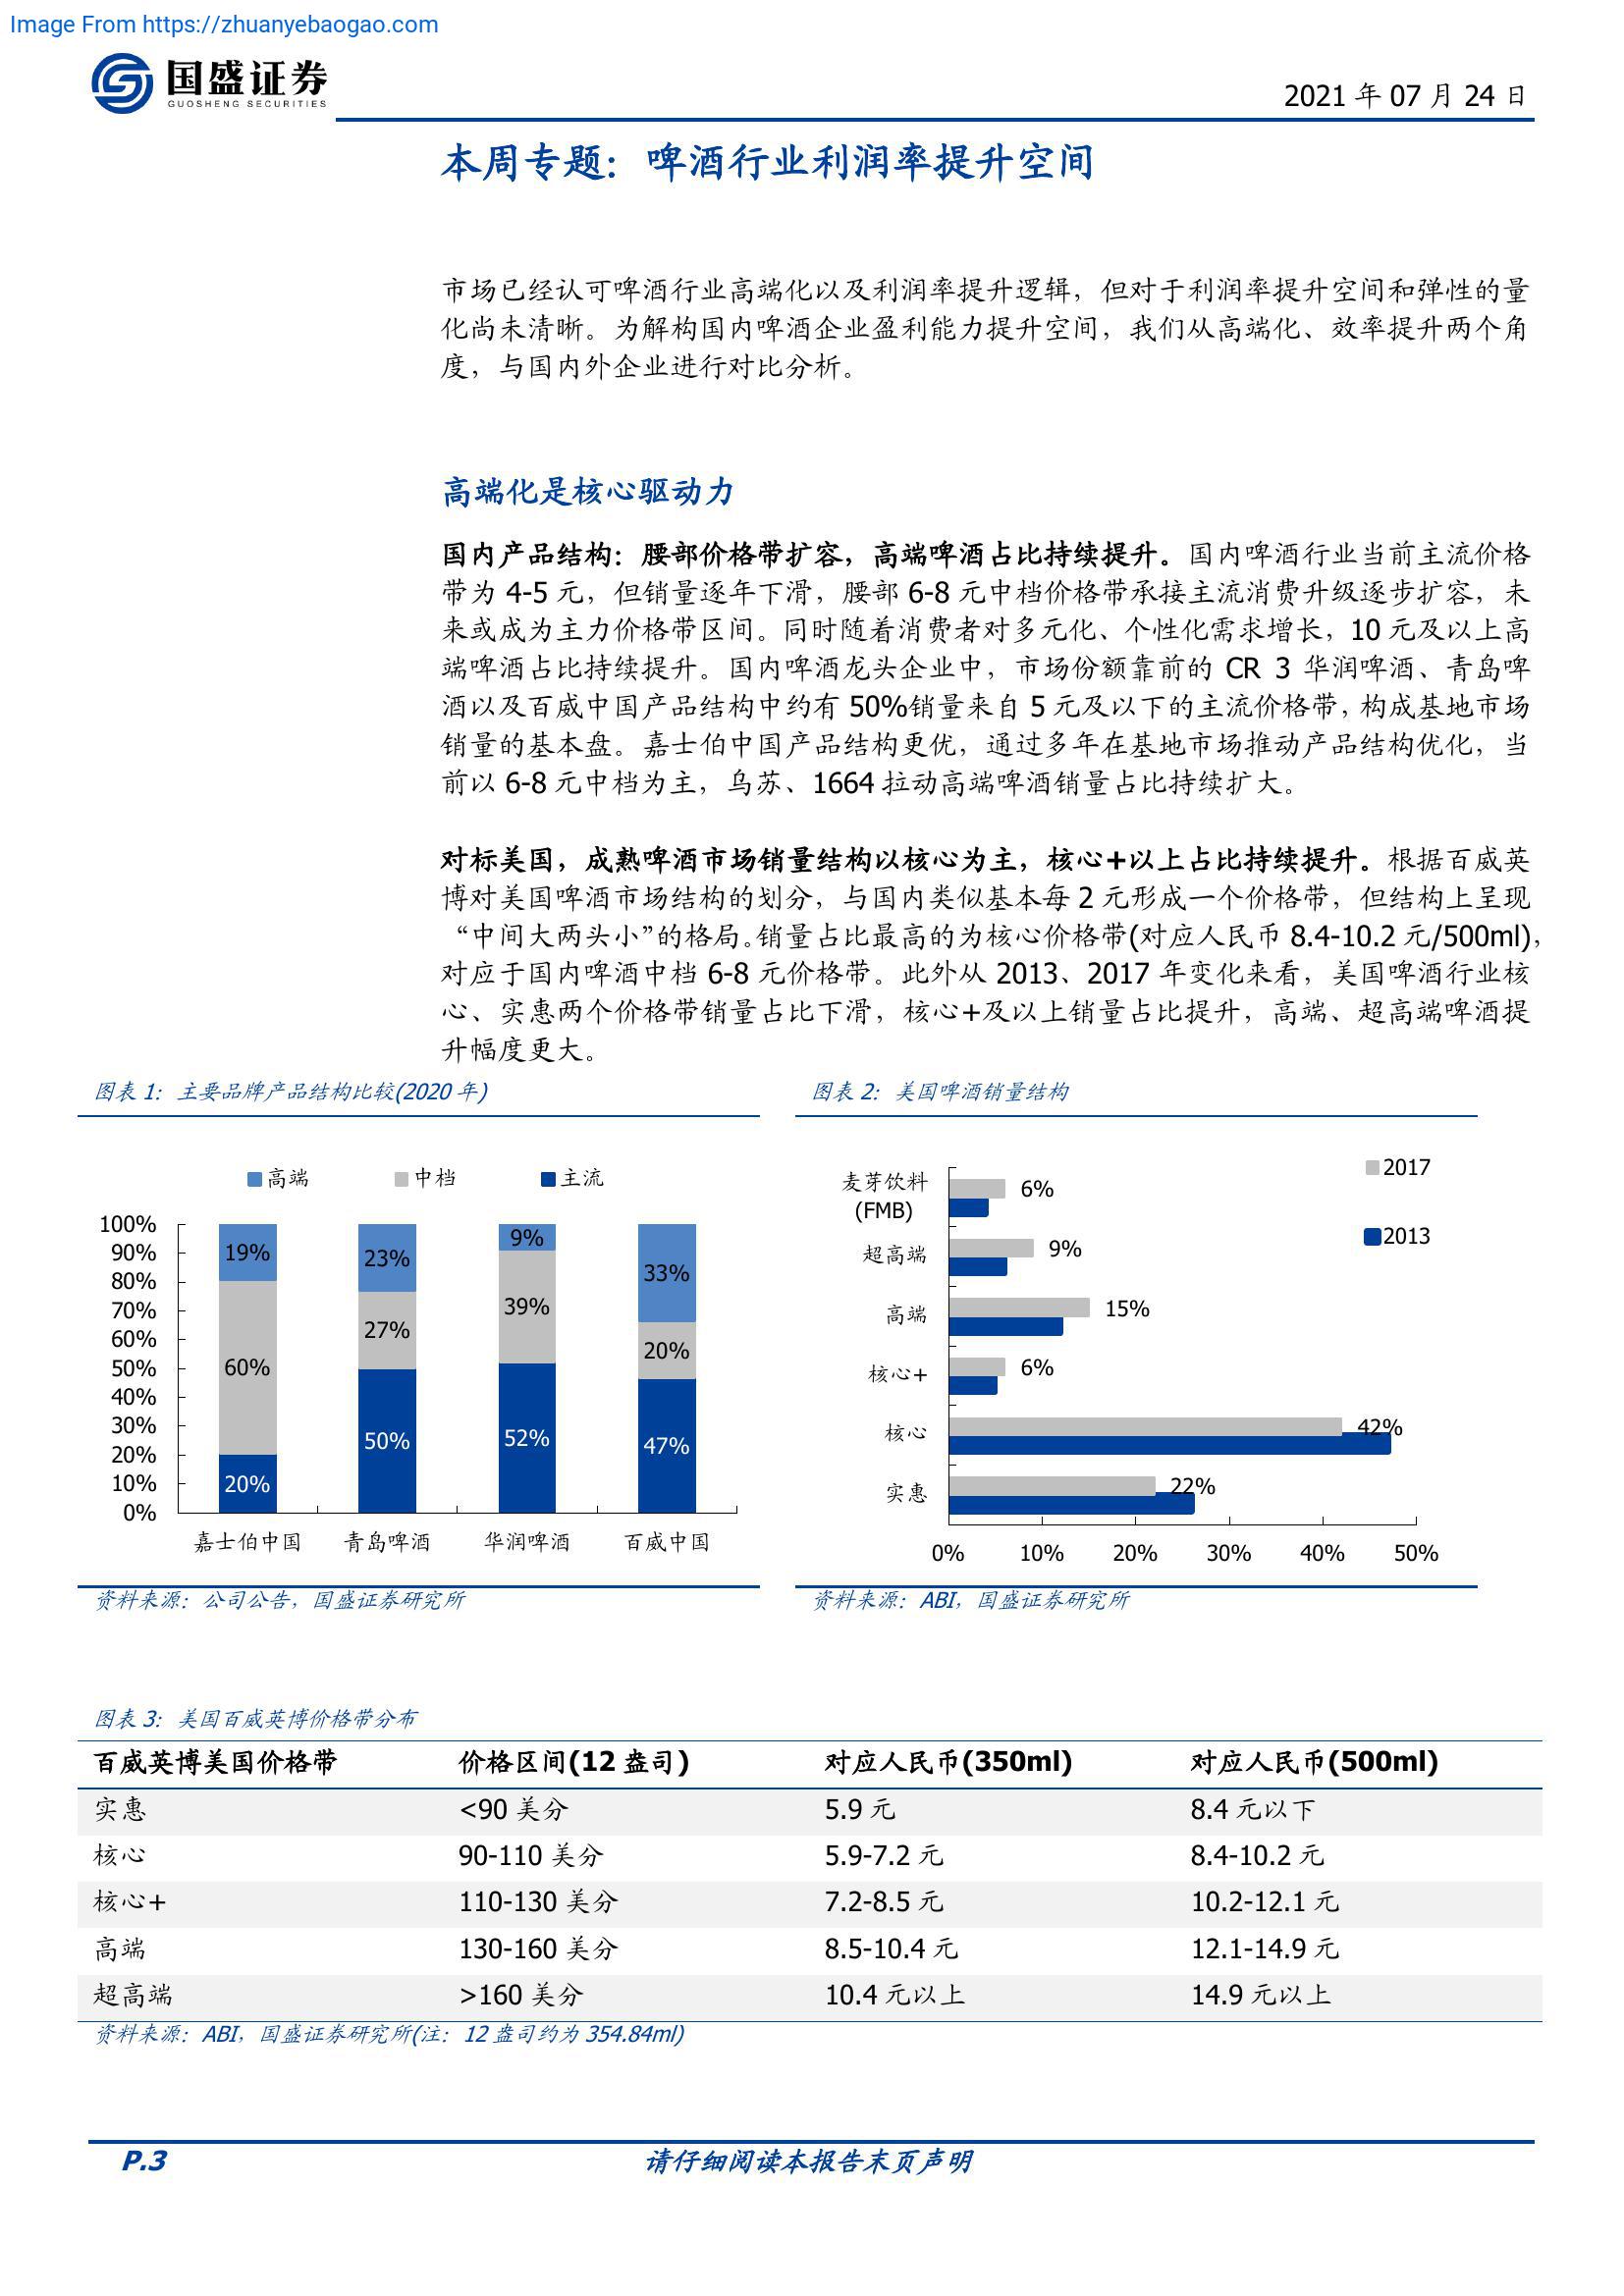 Image From https://zhuanyebaogao.com
国盛证券
GUOSHENG SECURITIES
2021 年 07 月 24 日
本周专题：啤酒行业利润率提升空间
市场已经认可啤酒行业高端化以及利润率提升逻辑，但对于利润率提升空间和弹性的量
化尚未清晰。为解构国内啤酒企业盈利能力提升空间，我们从高端化、效率提升两个角
度，与国内外企业进行对比分析。
高端化是核心驱动力
国内产品结构：腰部价格带扩容，高端啤酒占比持续提升。国内啤酒行业当前主流价格
带为 4-5 元，但销量逐年下滑，腰部 6-8 元中档价格带承接主流消费升级逐步扩容，未
来或成为主力价格带区间。同时随着消费者对多元化、个性化需求增长，10 元及以上高
端啤酒占比持续提升。国内啤酒龙头企业中，市场份额靠前的 CR 3 华润啤酒、青岛啤
酒以及百威中国产品结构中约有 50%销量来自 5 元及以下的主流价格带，构成基地市场
销量的基本盘。嘉士伯中国产品结构更优，通过多年在基地市场推动产品结构优化，当
前以 6-8 元中档为主，乌苏、1664 拉动高端啤酒销量占比持续扩大。
对标美国，成熟啤酒市场销量结构以核心为主，核心+以上占比持续提升。根据百威英
博对美国啤酒市场结构的划分，与国内类似基本每 2 元形成一个价格带，但结构上呈现
“中间大两头小”的格局。销量占比最高的为核心价格带(对应人民币 8.4-10.2 元/500ml)，
对应于国内啤酒中档 6-8 元价格带。此外从 2013、2017 年变化来看，美国啤酒行业核
心、实惠两个价格带销量占比下滑，核心+及以上销量占比提升，高端、超高端啤酒提
升幅度更大。
图表 1：主要品牌产品结构比较(2020 年)
高端 中档 主流
100%
90%
80%
70%
60%
50%
40%
30%
20%
10%
0%
19% 23% 9% 33%
60% 27% 39% 20%
20% 50% 52% 47%
嘉士伯中国 青岛啤酒 华润啤酒 百威中国
资料来源：公司公告，国盛证券研究所
图表 2：美国啤酒销量结构
2017
2013
麦芽饮料
(FMB) 6%
超高端 9%
高端 15%
核心+ 6%
核心 42%
实惠 22%
0% 10% 20% 30% 40% 50%
资料来源：ABI，国盛证券研究所
图表 3：美国百威英博价格带分布
百威英博美国价格带 价格区间(12 盎司) 对应人民币(350ml) 对应人民币(500ml)
实惠 <90 美分 5.9 元 8.4 元以下
核心 90-110 美分 5.9-7.2 元 8.4-10.2 元
核心+ 110-130 美分 7.2-8.5 元 10.2-12.1 元
高端 130-160 美分 8.5-10.4 元 12.1-14.9 元
超高端 >160 美分 10.4 元以上 14.9 元以上
资料来源：ABI，国盛证券研究所(注：12 盎司约为 354.84ml)
P.3 请仔细阅读本报告末页声明